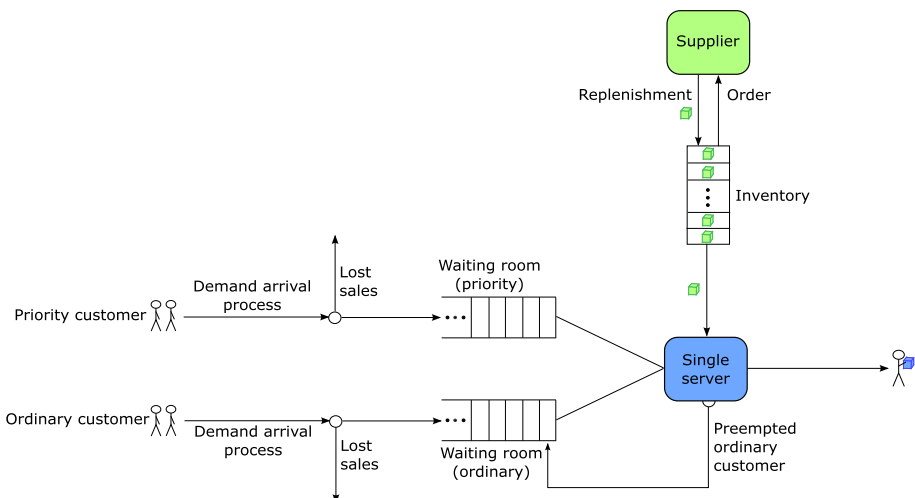 Supplier
Replenishment
Order
Inventory
Waiting room
(priority)
Lost
sales
Demand arrival
process
Priority customer
Single
server
Ordinary customer
Demand arrival
process
Lost
sales
Waiting room
(ordinary)
Preempted
ordinary
customer